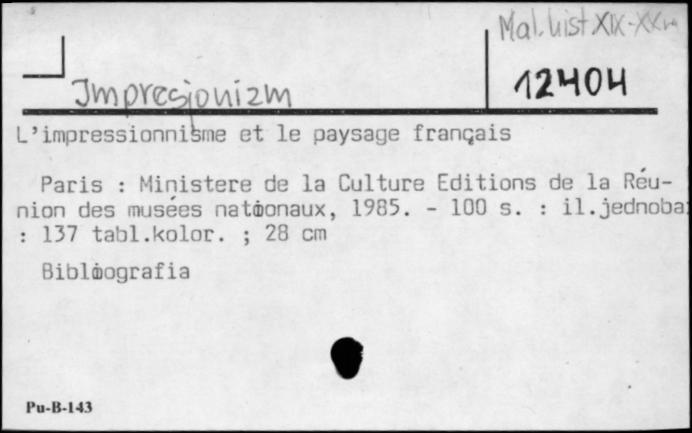 Mal. hist XIX-XXw
Impresjonizm
12404
L'impressionnisme et le paysage français
Paris : Ministere de la Culture Editions de la Réu-
nion des musées nationaux, 1985. - 100 s. : il.jednoba
: 137 tabl.kolor. ; 28 cm
Bibliografia
Pu-B-143